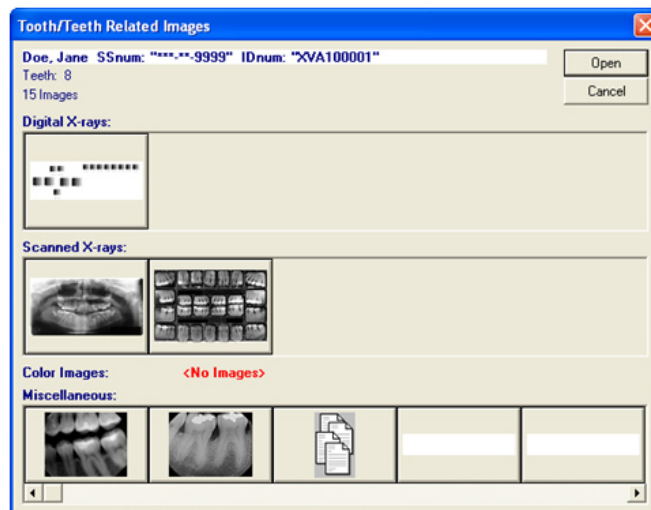 Tooth/Teeth Related Images
Doe, Jane SSnum: "***-**-9999" IDnum: "XVA100001"
Open
Teeth: 8
15 Images
Cancel
Digital X-rays:
Scanned X-rays:
Color Images: <No Images>
Miscellaneous: